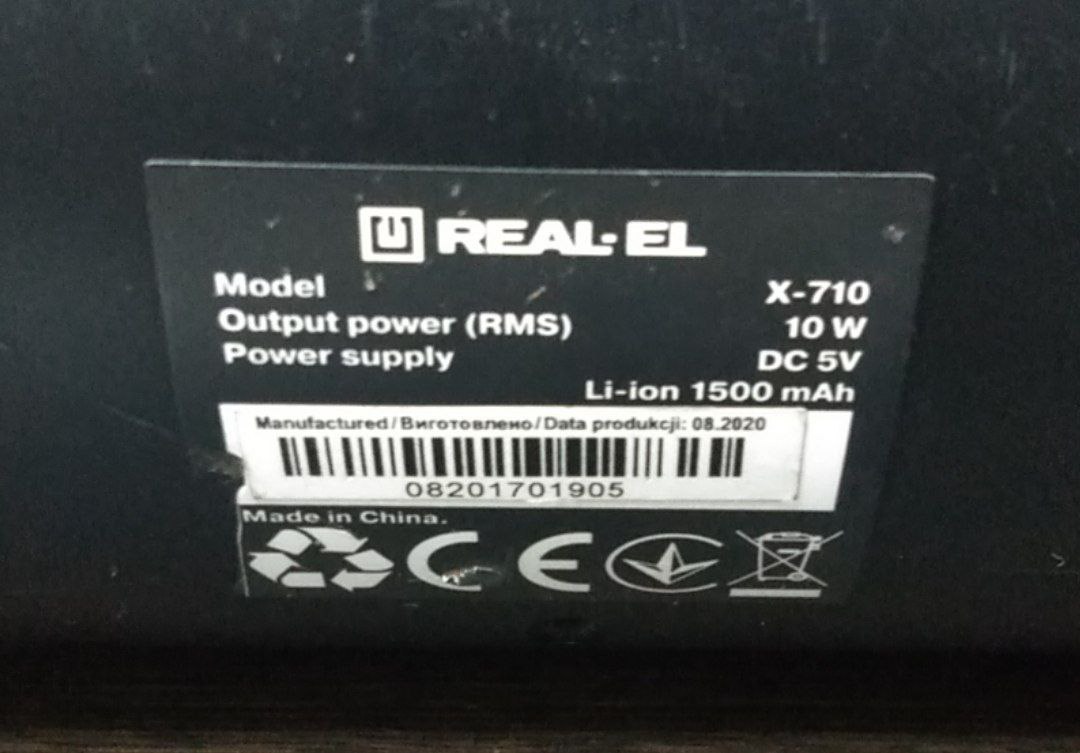 REAL-EL
Model X-710
Output power (RMS) 10 W
Power supply DC 5V
Li-ion 1500 mAh
Manufactured/Виготовлено/Data produkcji: 08.2020
08201701905
Made in China.
CE